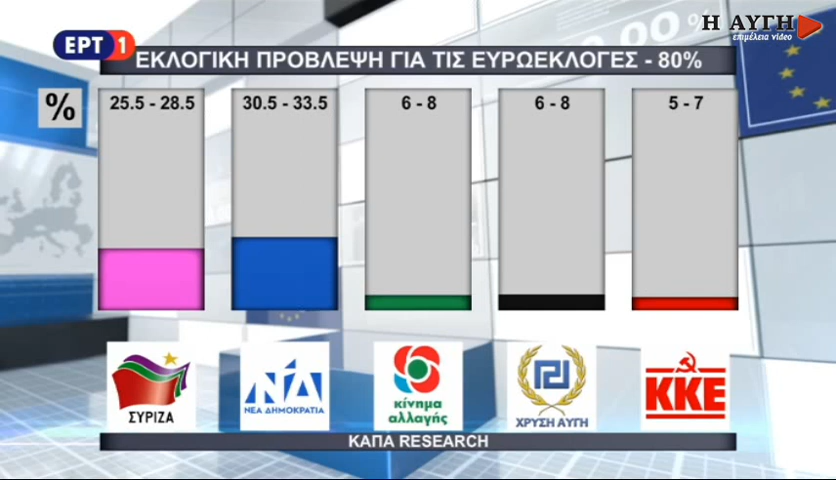 Η ΑΥΓΗ
επιμέλεια video
ΕΡΤ 1
ΕΚΛΟΓΙΚΗ ΠΡΟΒΛΕΨΗ ΓΙΑ ΤΙΣ ΕΥΡΩΕΚΛΟΓΕΣ - 80%
% 25.5 - 28.5 30.5 - 33.5 6 - 8 6 - 8 5 - 7
ΣΥΡΙΖΑ
ΝΔ
ΝΕΑ ΔΗΜΟΚΡΑΤΙΑ
κίνημα
αλλαγής
ΧΡΥΣΗ ΑΥΓΗ
ΚΚΕ
ΚΑΠΑ RESEARCH